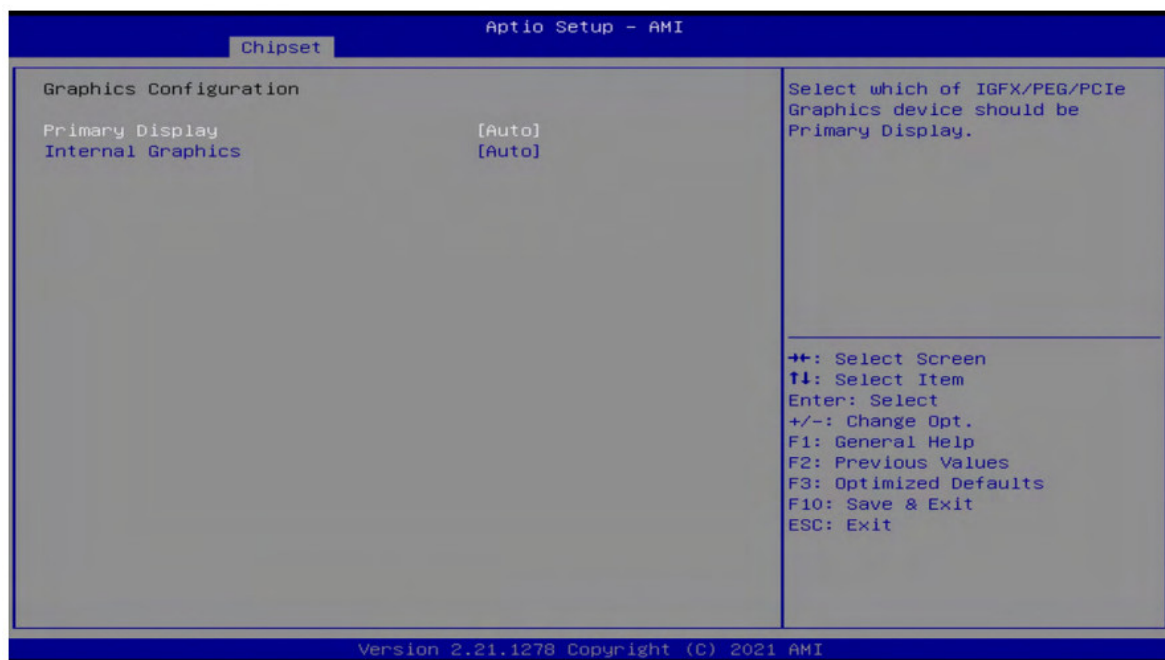 Aptio Setup – AMI
Chipset
Graphics Configuration
Primary Display [Auto]
Internal Graphics [Auto]
Select which of IGFX/PEG/PCIe
Graphics device should be
Primary Display.
→←: Select Screen
↑↓: Select Item
Enter: Select
+/-: Change Opt.
F1: General Help
F2: Previous Values
F3: Optimized Defaults
F10: Save & Exit
ESC: Exit
Version 2.21.1278 Copyright (C) 2021 AMI